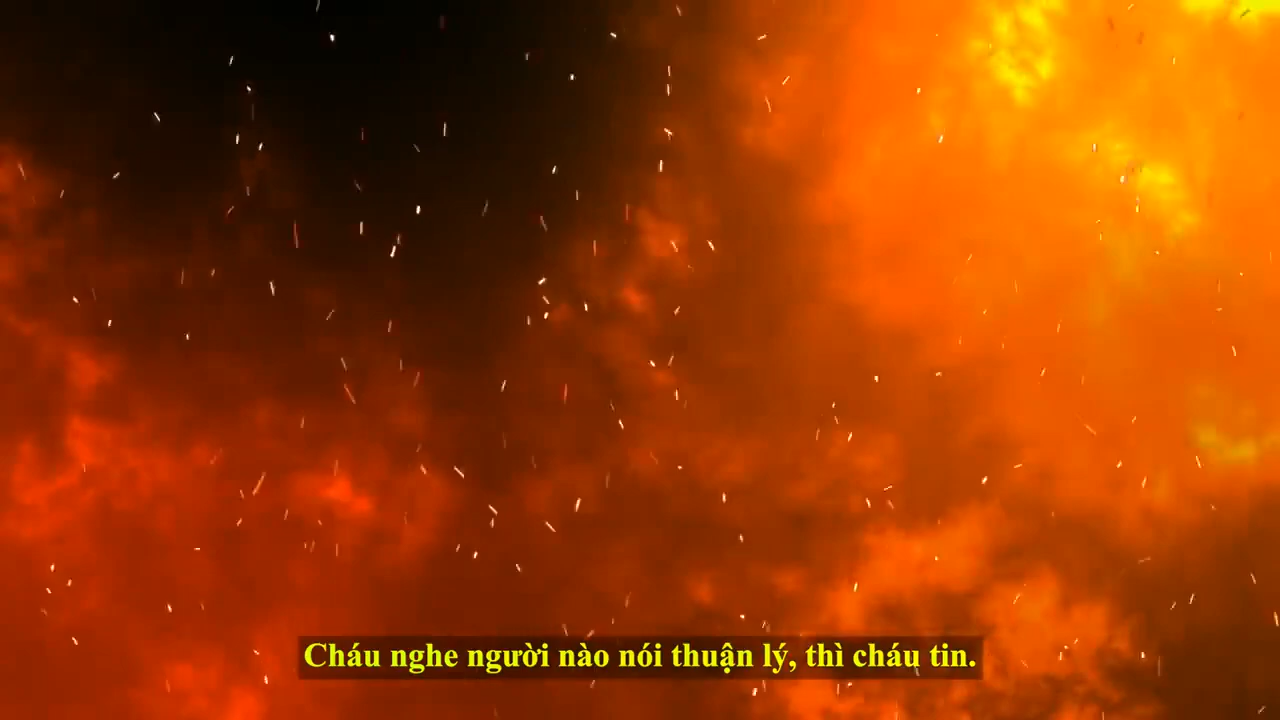 Cháu nghe người nào nói thuận lý, thì cháu tin.